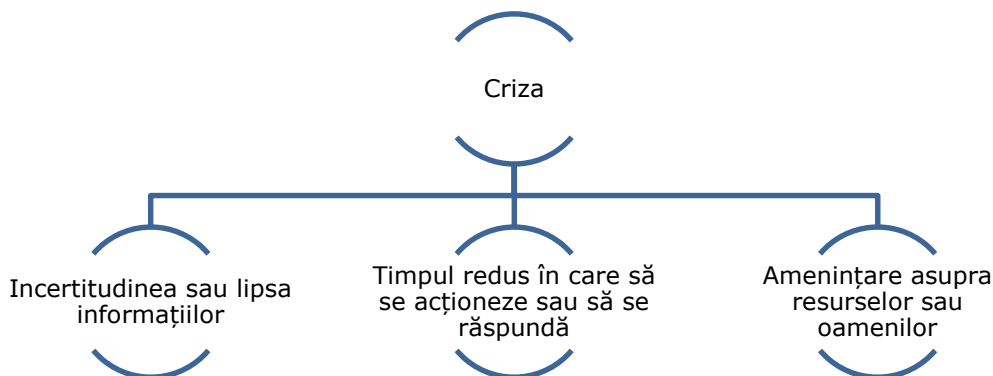 Criza
Incertitudinea sau lipsa
informațiilor
Timpul redus în care să
se acționeze sau să se
răspundă
Amenințare asupra
resurselor sau
oamenilor